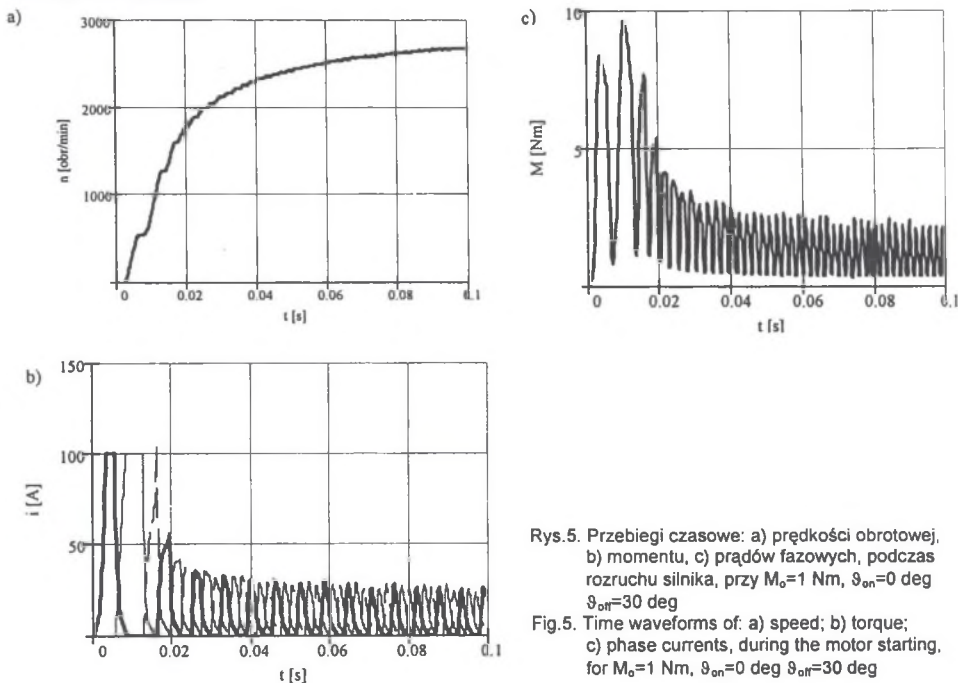 a)
3000
2000
1000
0
0.02
0.04
0.06
0.08
0.1
n [obr/min]
t [s]
c)
10
5
0
0.02
0.04
0.06
0.08
0.1
M [Nm]
t [s]
b)
150
100
50
0
0.02
0.04
0.06
0.08
0.1
i [A]
t [s]
Rys.5. Przebiegi czasowe: a) prędkości obrotowej,
b) momentu, c) prądów fazowych, podczas
rozruchu silnika, przy Mₒ=1 Nm, ϑon=0 deg
ϑoff=30 deg
Fig.5. Time waveforms of: a) speed; b) torque;
c) phase currents, during the motor starting,
for Mₒ=1 Nm, ϑon=0 deg ϑoff=30 deg